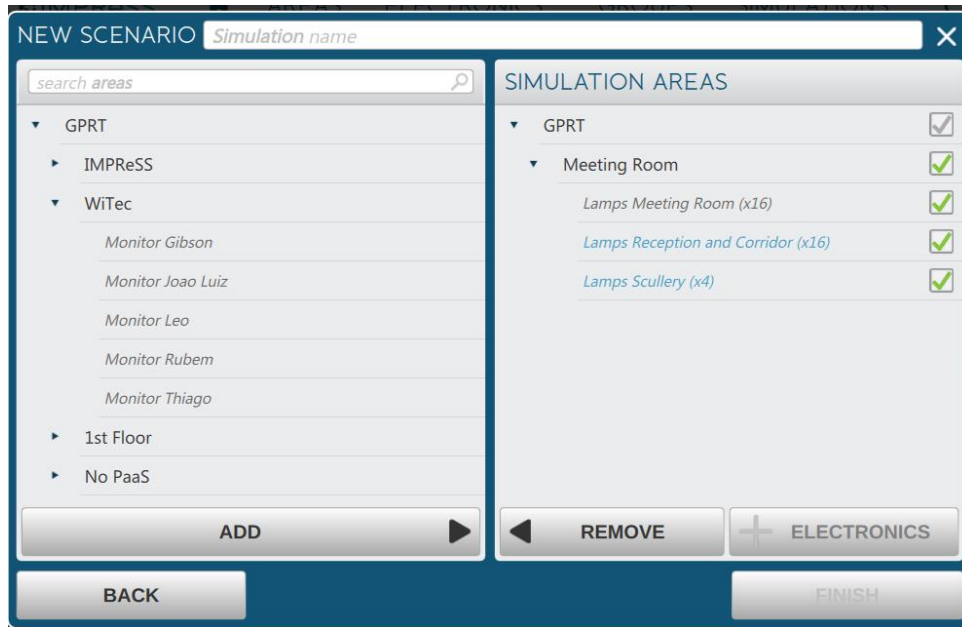 NEW SCENARIO Simulation name
search areas
GPRT
IMPReSS
WiTec
Monitor Gibson
Monitor Joao Luiz
Monitor Leo
Monitor Rubem
Monitor Thiago
1st Floor
No PaaS
ADD
SIMULATION AREAS
GPRT
Meeting Room
Lamps Meeting Room (x16)
Lamps Reception and Corridor (x16)
Lamps Scullery (x4)
REMOVE
ELECTRONICS
BACK
FINISH